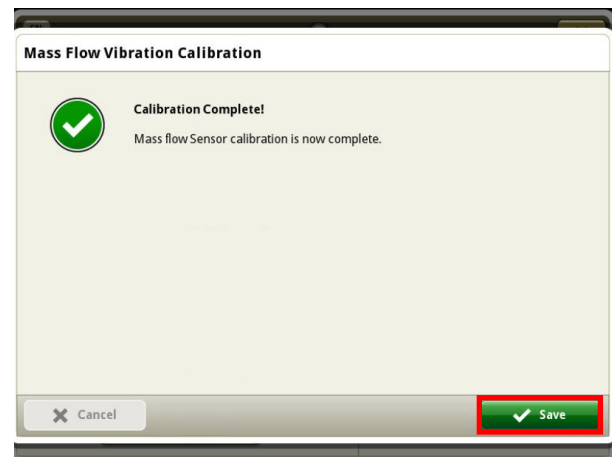 Mass Flow Vibration Calibration
Calibration Complete!
Mass flow Sensor calibration is now complete.
Cancel
Save